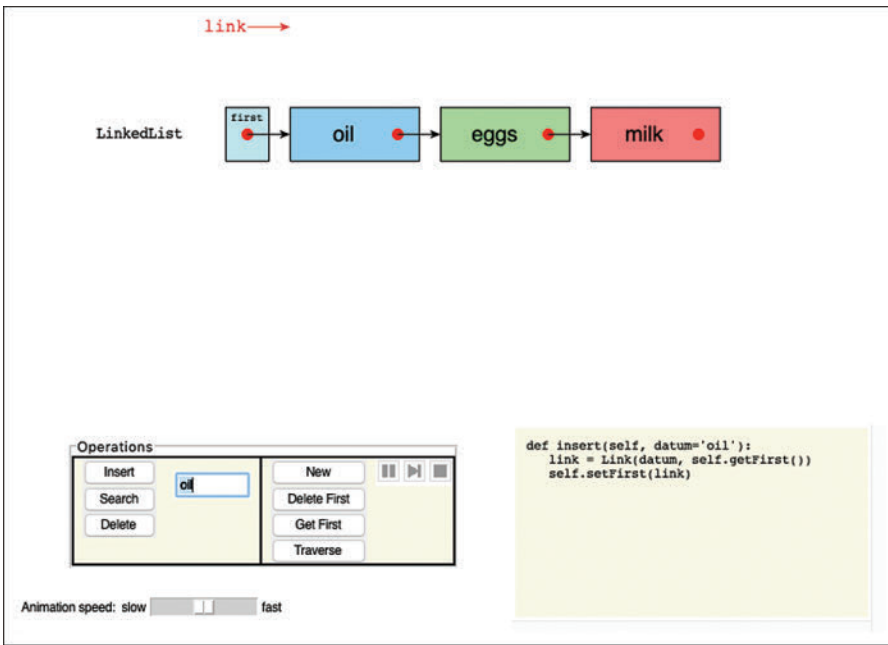 link
first
LinkedList
oil
eggs
milk
Operations
Insert
oil
New
Search
Delete First
Delete
Get First
Traverse
Animation speed: slow
fast
def insert(self, datum='oil'):
link = Link(datum, self.getFirst())
self.setFirst(link)